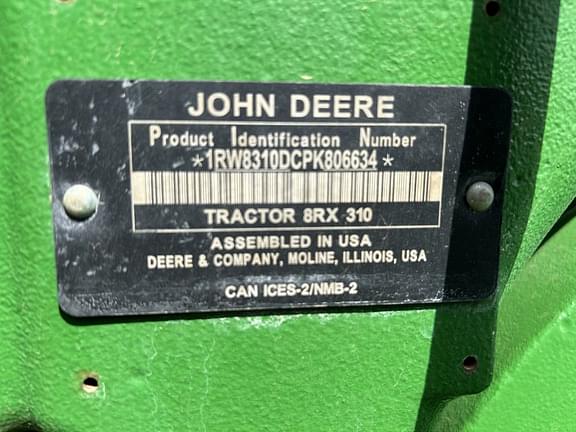 JOHN DEERE
Product Identification Number
*1RW8310DCPK806634*
TRACTOR 8RX 310
ASSEMBLED IN USA
DEERE & COMPANY, MOLINE, ILLINOIS, USA
CAN ICES-2/NMB-2